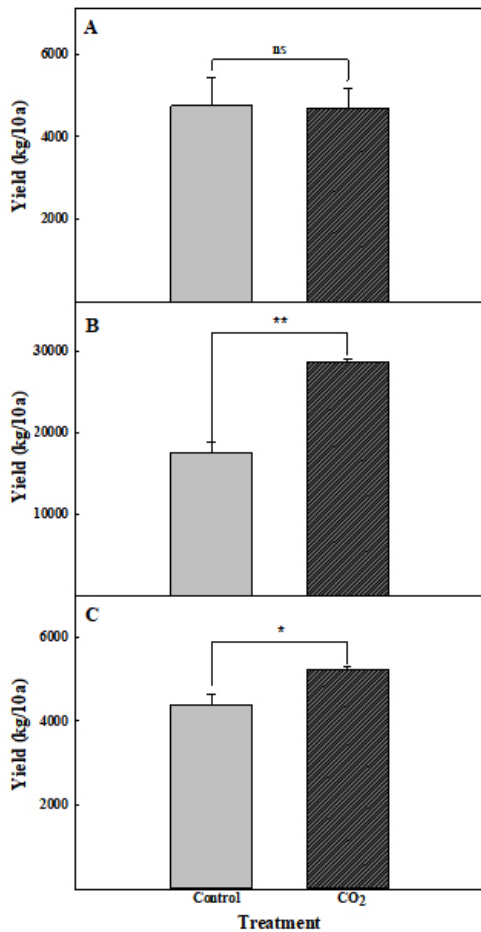 A
ns
6000
4000
2000
Yield (kg/10a)
B
**
30000
20000
10000
Yield (kg/10a)
C
*
6000
4000
2000
Yield (kg/10a)
Control CO2
Treatment